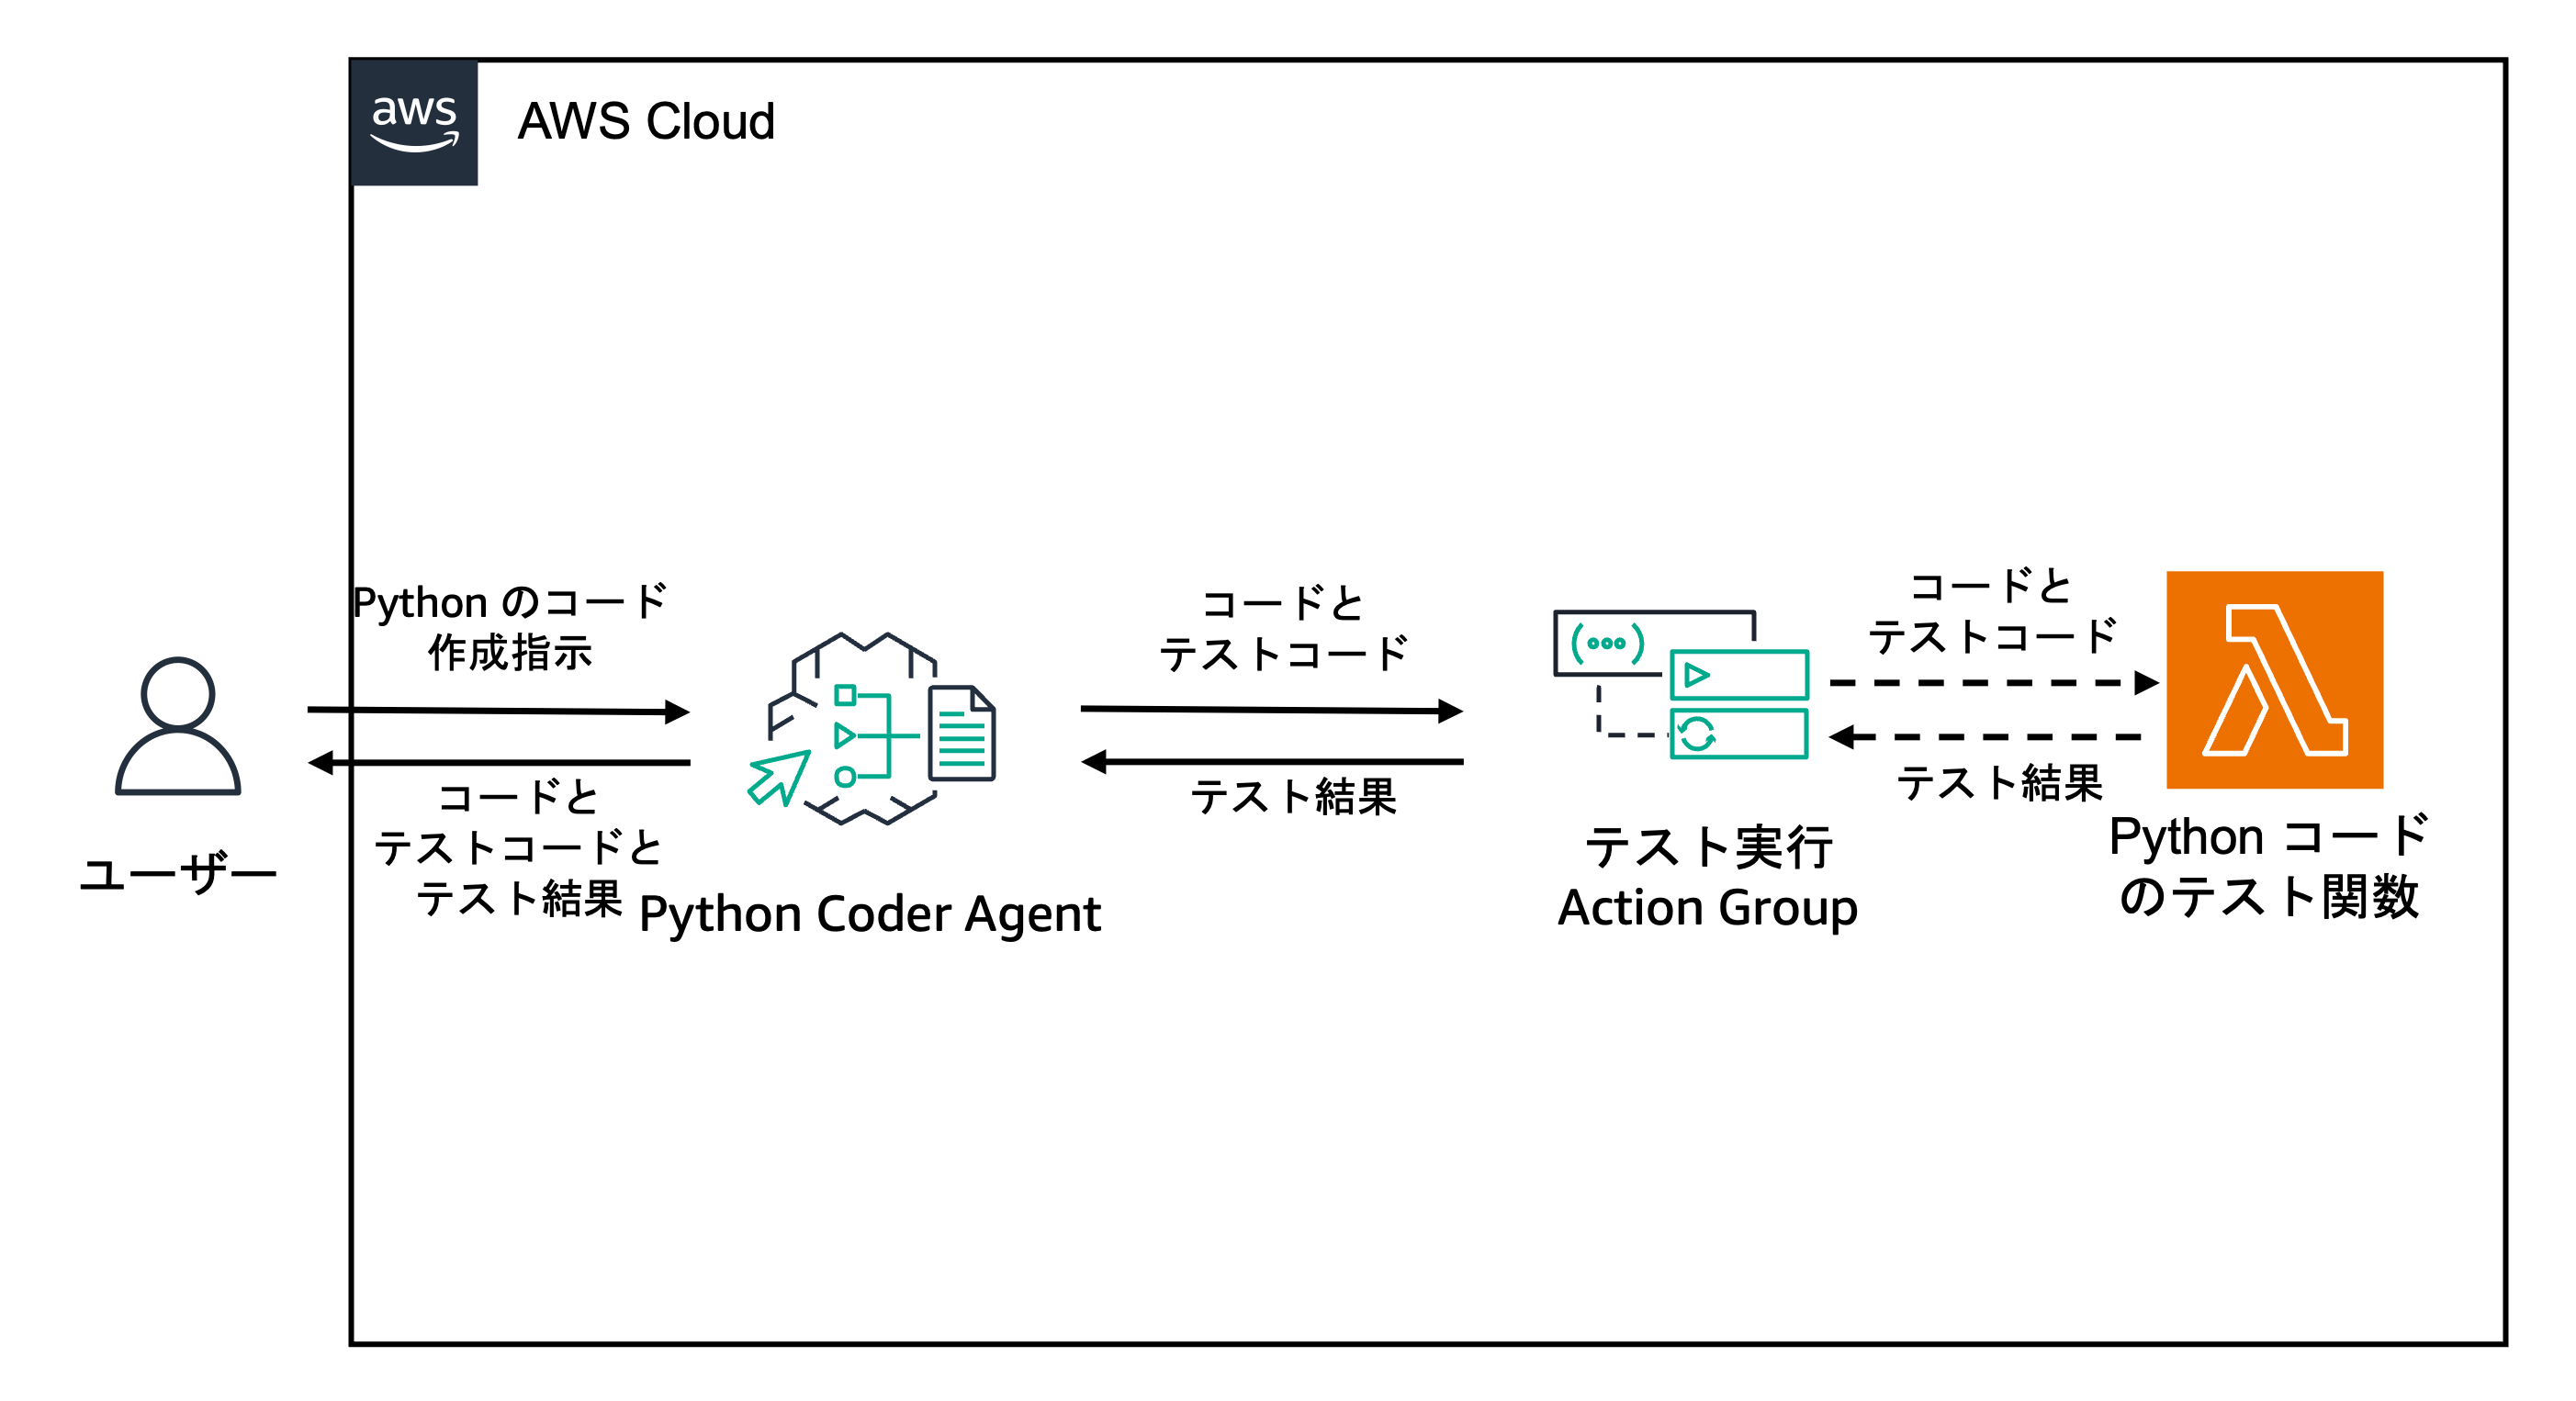 aws
AWS Cloud
Python のコード
作成指示
コードと
テストコードと
テスト結果
ユーザー
Python Coder Agent
コードと
テストコード
テスト結果
(...)
テスト実行
Action Group
コードと
テストコード
テスト結果
Python コード
のテスト関数